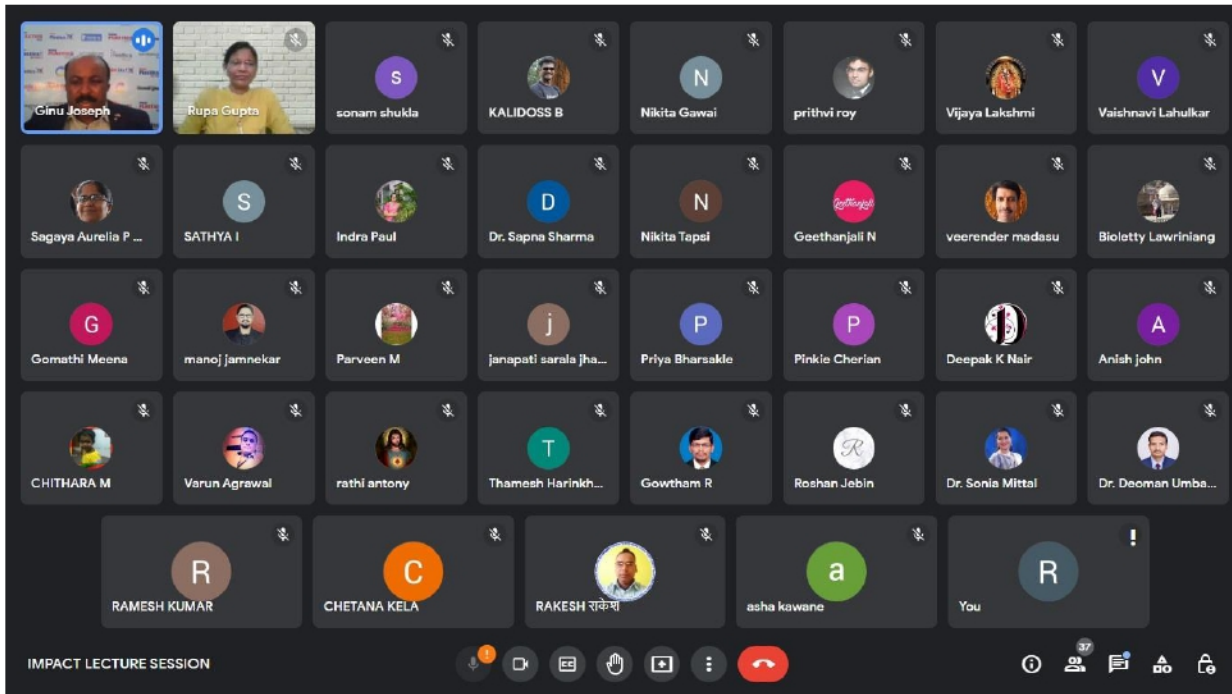 Ginu Joseph
Rupa Gupta
s
sonam shukla
KALIDOSS B
N
Nikita Gawai
prithvi roy
Vijaya Lakshmi
V
Vaishnavi Lahulkar
Sagaya Aurelia P ...
S
SATHYA I
Indra Paul
D
Dr. Sapna Sharma
N
Nikita Tapsi
Geethanjali
Geethanjali N
veerender madasu
Bioletty Lawriniang
G
Gomathi Meena
manoj jamnekar
Parveen M
j
janapati sarala jha...
P
Priya Bharsakle
P
Pinkie Cherian
D
Deepak K Nair
A
Anish john
CHITHARA M
Varun Agrawal
rathi antony
T
Thamesh Harinkh...
Gowtham R
R
Roshan Jebin
Dr. Sonia Mittal
Dr. Deoman Umba...
R
RAMESH KUMAR
C
CHETANA KELA
RAKESH राकेश
a
asha kawane
R
You
IMPACT LECTURE SESSION
CC
37